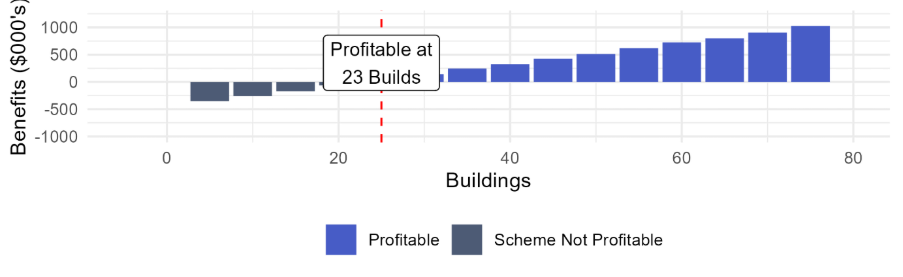 Benefits ($000's)
1000
500
0
-500
-1000
Profitable at
23 Builds
0 20 40 60 80
Buildings
Profitable Scheme Not Profitable